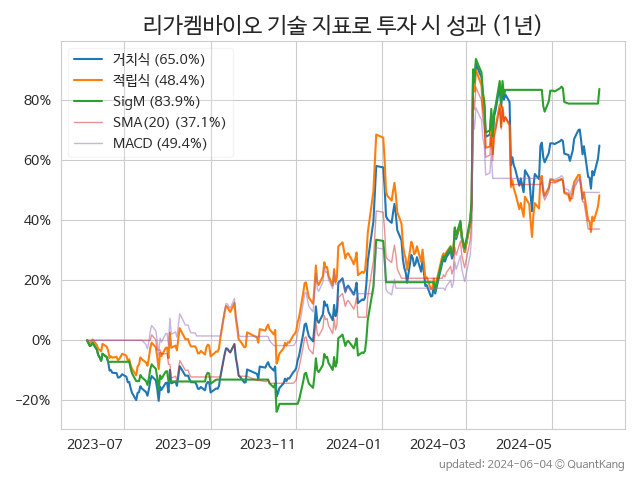 리가켐바이오 기술 지표로 투자 시 성과 (1년)
거치식 (65.0%)
적립식 (48.4%)
SigM (83.9%)
SMA(20) (37.1%)
MACD (49.4%)
80%
60%
40%
20%
0%
−20%
2023-07 2023-09 2023-11 2024-01 2024-03 2024-05
updated: 2024-06-04 © QuantKang